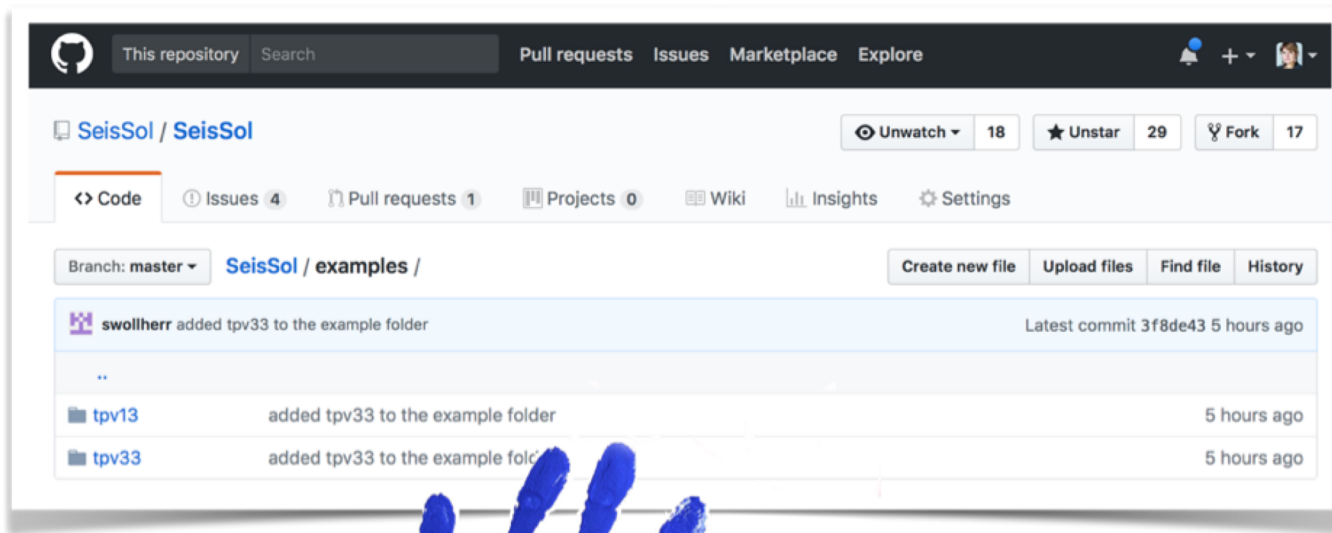 This repository Search Pull requests Issues Marketplace Explore
SeisSol / SeisSol Unwatch 18 Unstar 29 Fork 17
<> Code Issues 4 Pull requests 1 Projects 0 Wiki Insights Settings
Branch: master SeisSol / examples / Create new file Upload files Find file History
swollherr added tpv33 to the example folder Latest commit 3f8de43 5 hours ago
..
tpv13 added tpv33 to the example folder 5 hours ago
tpv33 added tpv33 to the example 5 hours ago